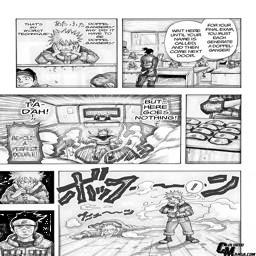 FOR YOUR
FINAL EXAM,
YOU MUST
EACH
GENERATE
A DOPPEL-
GANGER!
WAIT HERE
UNTIL YOUR
NAME IS
CALLED,
AND THEN
COME NEXT
DOOR.
DOPPEL-
GANGERS?
WHY DID IT
HAVE TO
BE
DOPPEL-
GANGERS!
THAT'S
MY
WORST
TECHNIQUE!!
BUT...
HERE
GOES
NOTHING!
TA-
DAH!
A
PERFECT
DOUBLE!